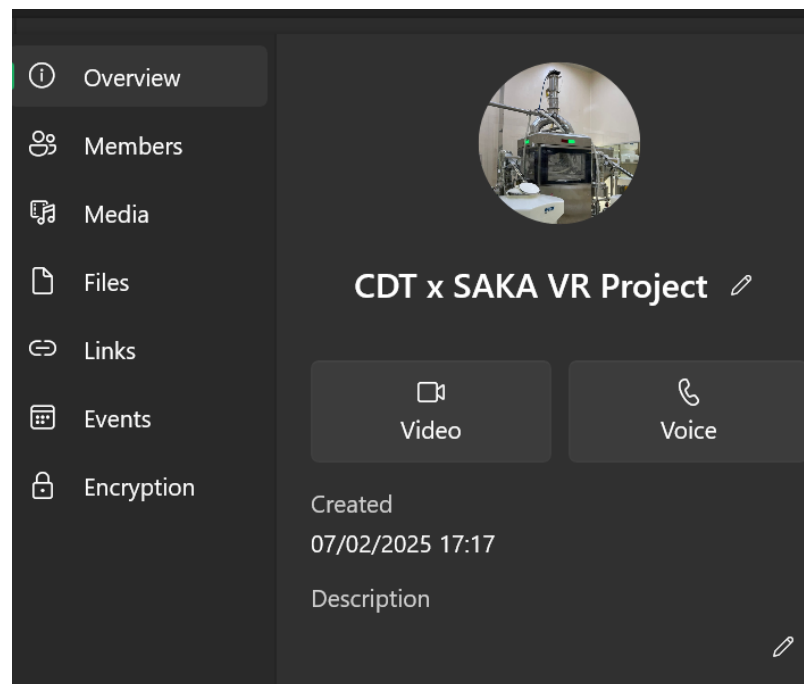 Overview
Members
Media
Files
Links
Events
Encryption
CDT x SAKA VR Project
Video
Voice
Created
07/02/2025 17:17
Description